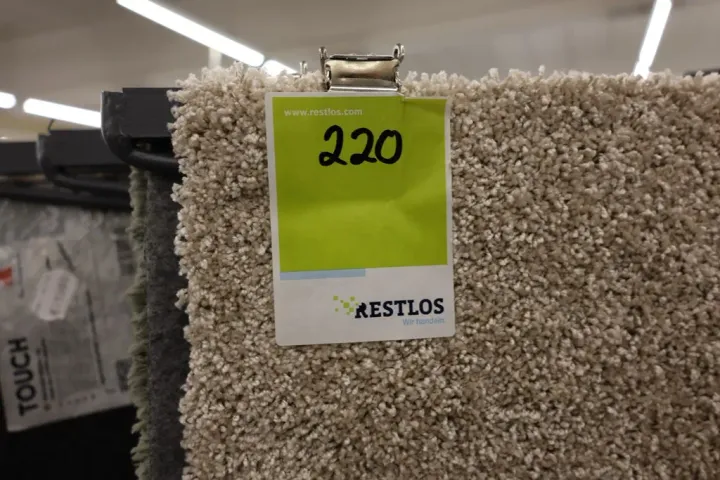 www.restlos.com
220
RESTLOS
Wir handeln
TOUCH